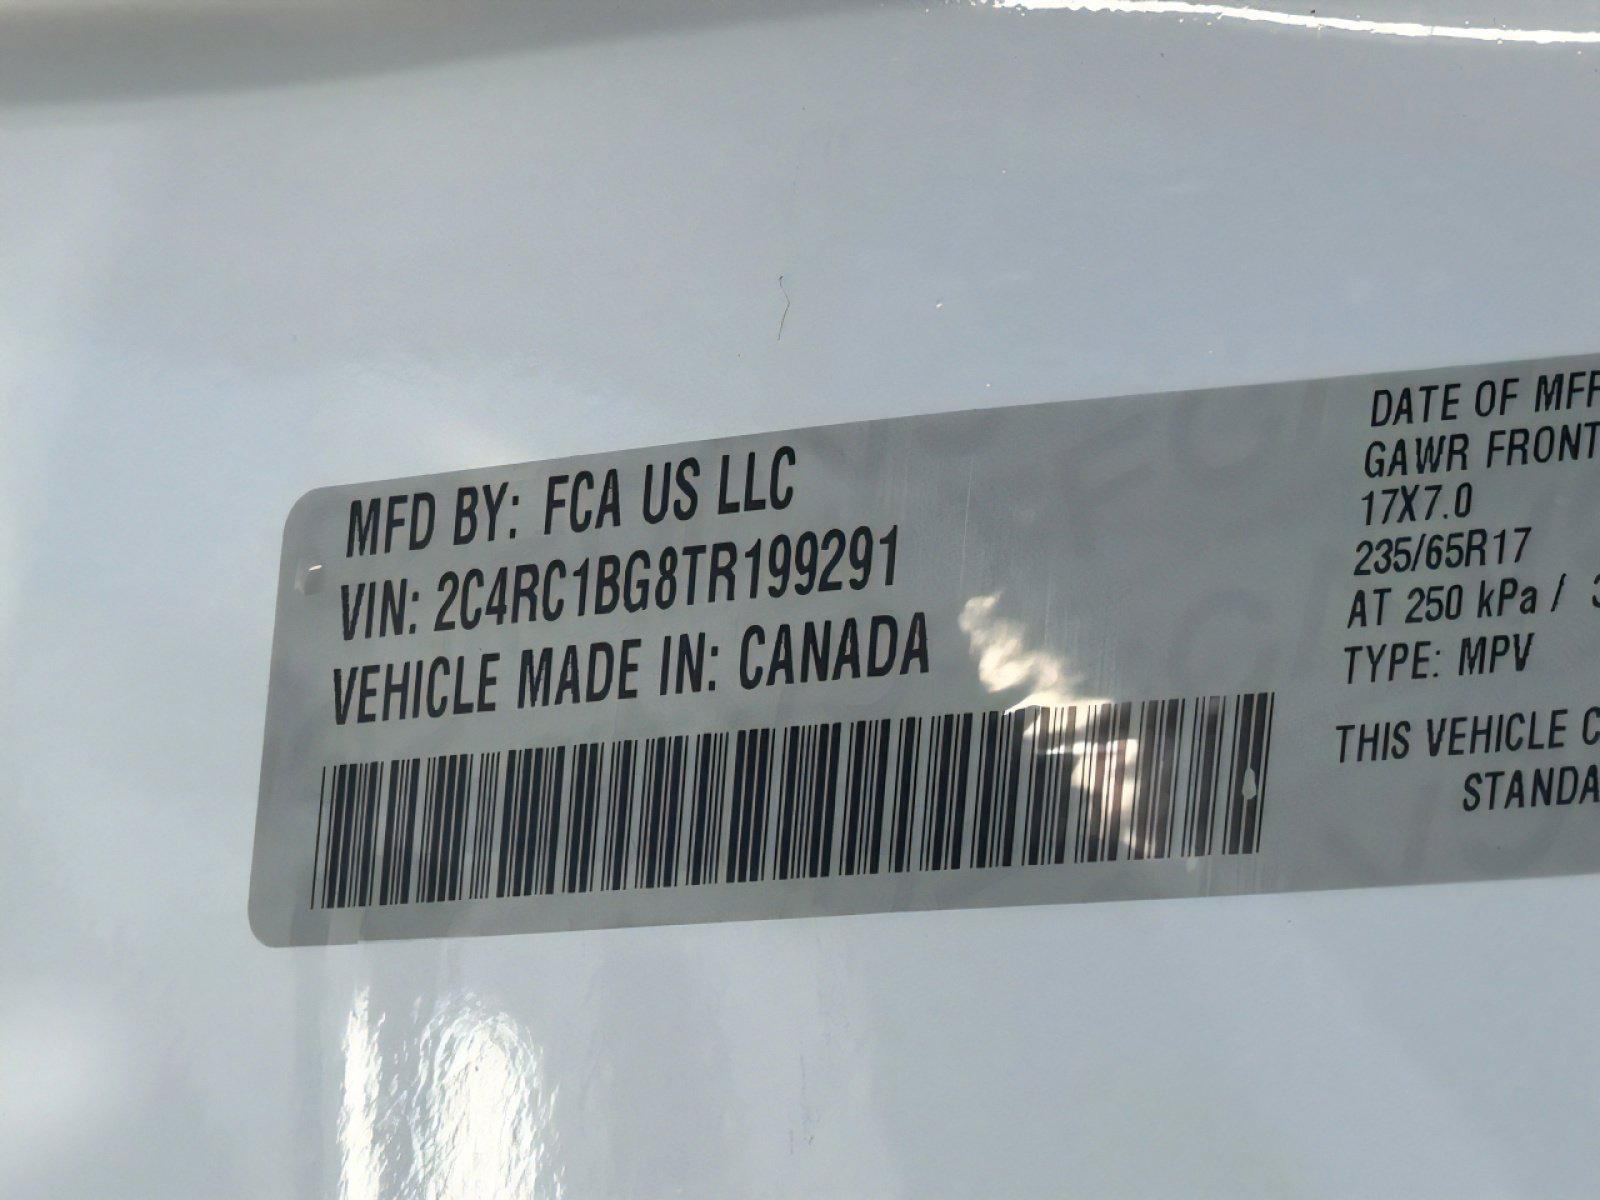 MFD BY: FCA US LLC
VIN: 2C4RC1BG8TR199291
VEHICLE MADE IN: CANADA
DATE OF MFR
GAWR FRONT
17X7.0
235/65R17
AT 250 kPa /
TYPE: MPV
THIS VEHICLE C
STANDA